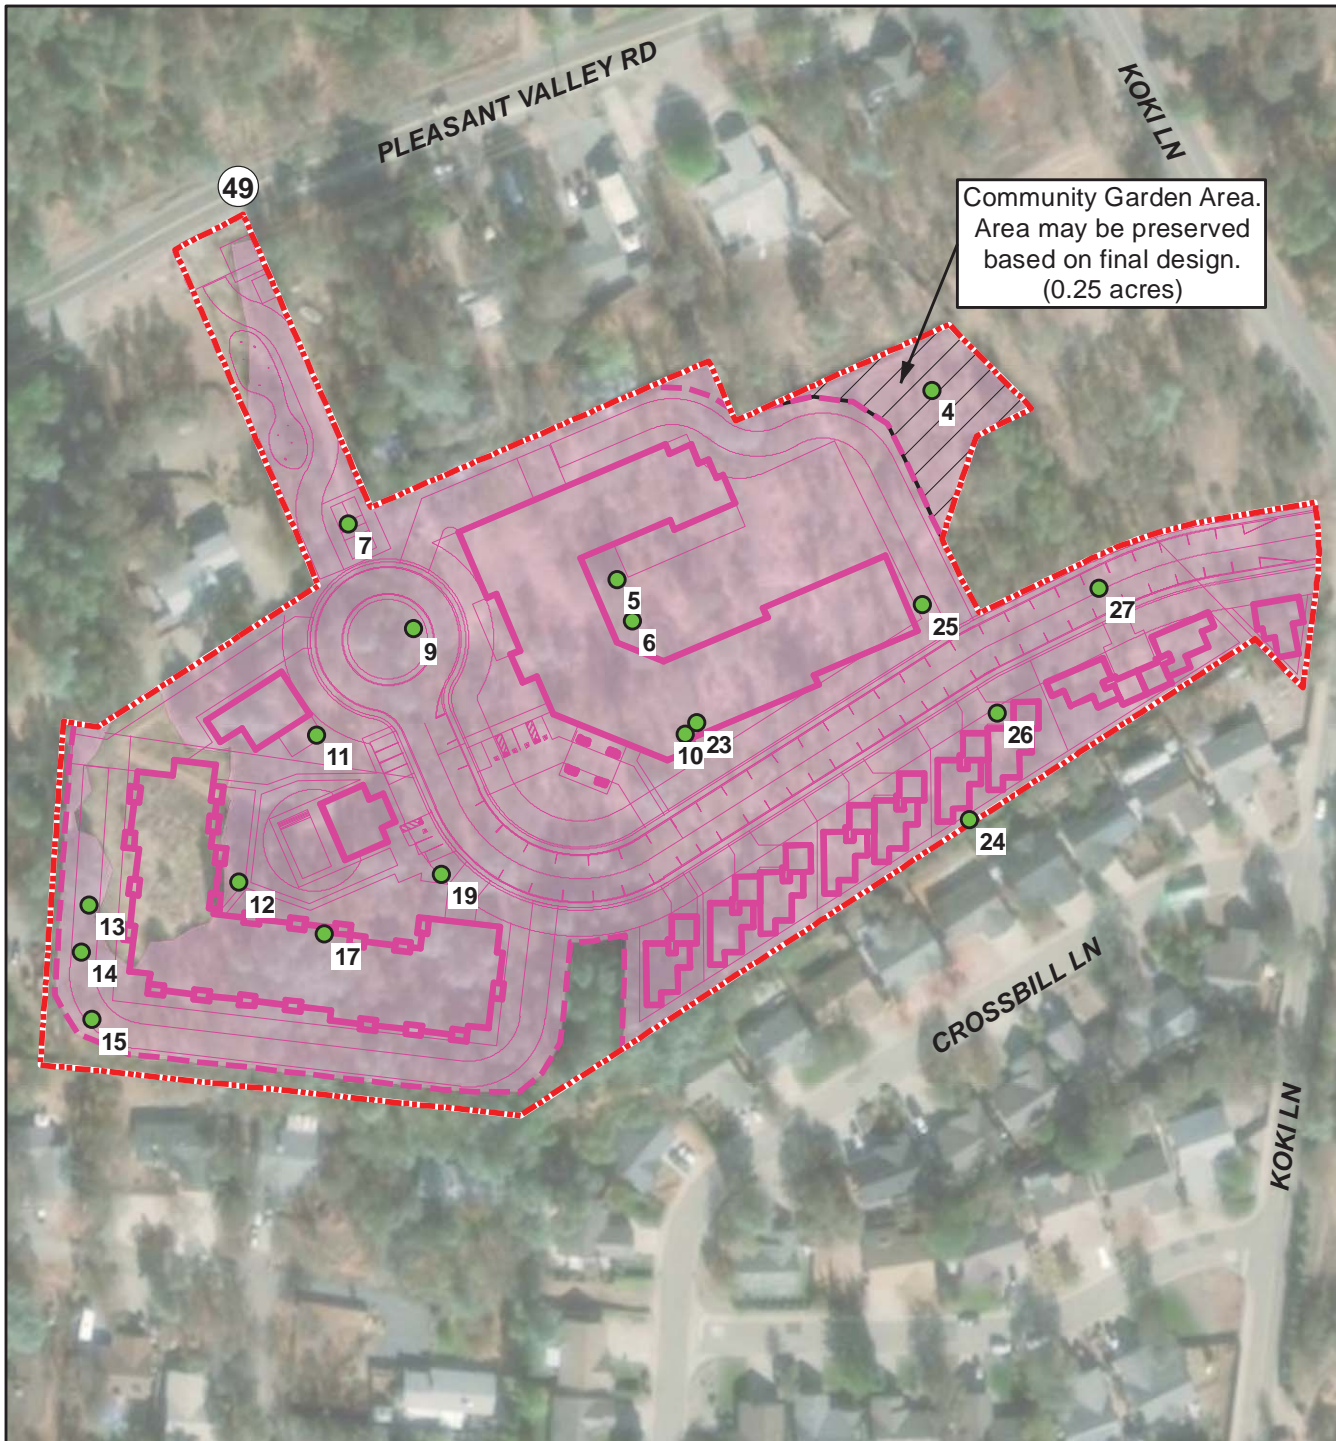 PLEASANT VALLEY RD
KOKI LN
49
Community Garden Area.
Area may be preserved
based on final design.
(0.25 acres)
4
7
5
6
9
25
27
11
10
23
26
24
12
19
13
17
14
15
CROSSBILL LN
KOKI LN